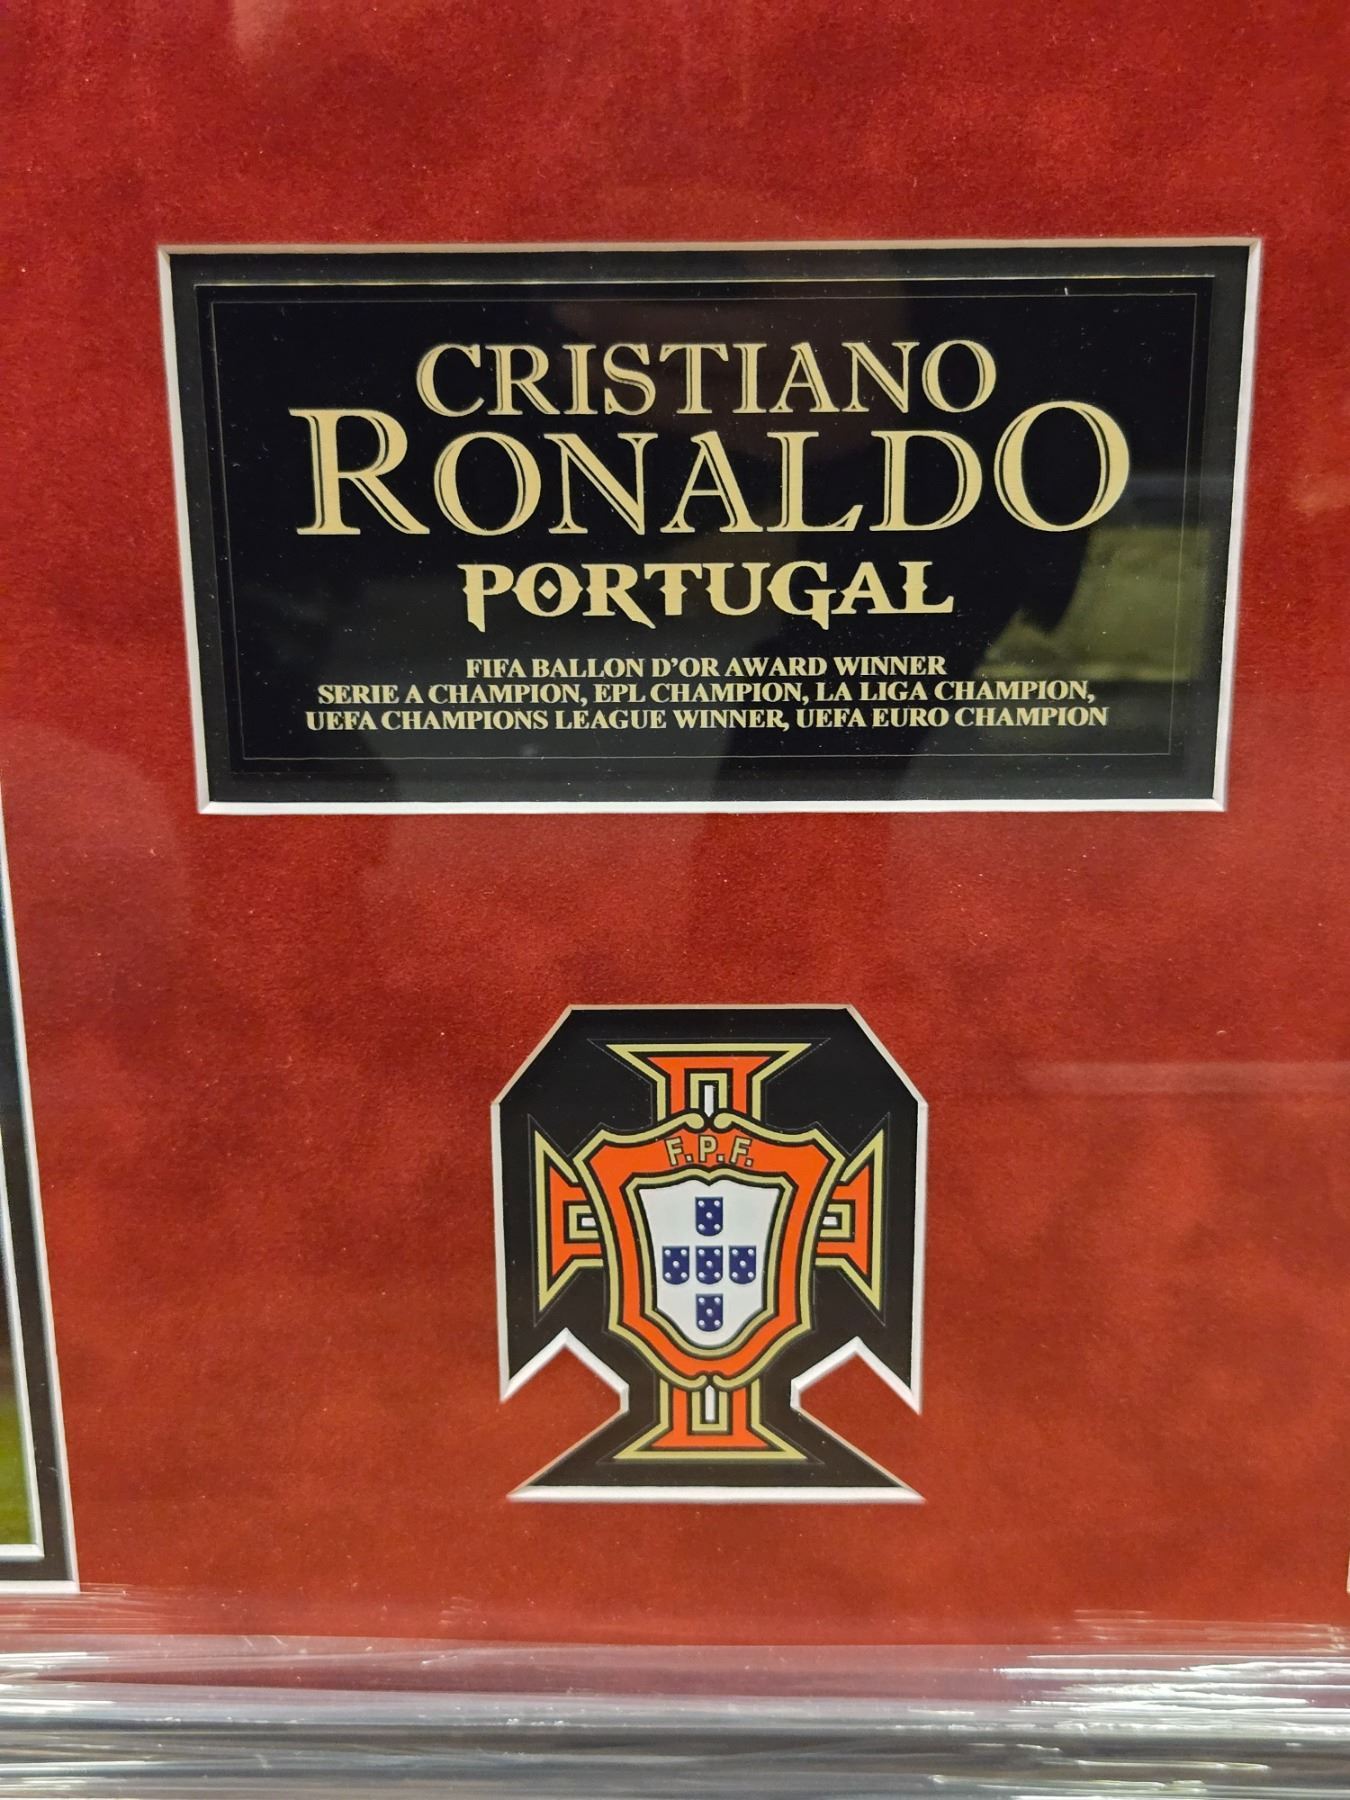 CRISTIANO
RONALDO
PORTUGAL
FIFA BALLON D'OR AWARD WINNER
SERIE A CHAMPION, EPL CHAMPION, LA LIGA CHAMPION,
UEFA CHAMPIONS LEAGUE WINNER, UEFA EURO CHAMPION
F.P.F.